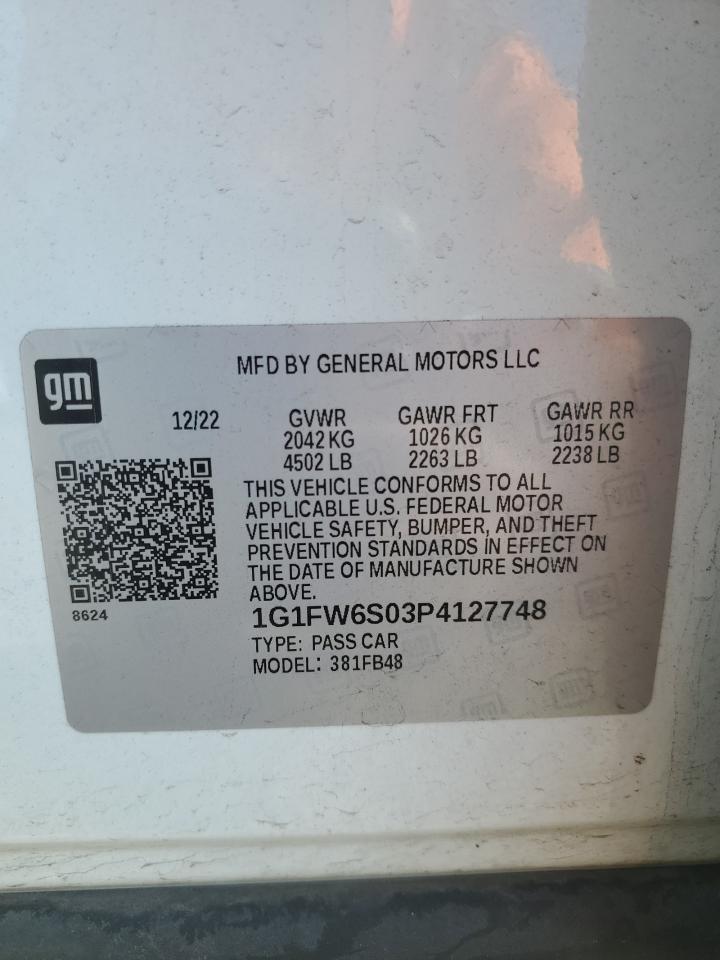 gm
MFD BY GENERAL MOTORS LLC
12/22
GVWR GAWR FRT GAWR RR
2042 KG 1026 KG 1015 KG
4502 LB 2263 LB 2238 LB
THIS VEHICLE CONFORMS TO ALL
APPLICABLE U.S. FEDERAL MOTOR
VEHICLE SAFETY, BUMPER, AND THEFT
PREVENTION STANDARDS IN EFFECT ON
THE DATE OF MANUFACTURE SHOWN
ABOVE.
8624
1G1FW6S03P4127748
TYPE: PASS CAR
MODEL: 381FB48